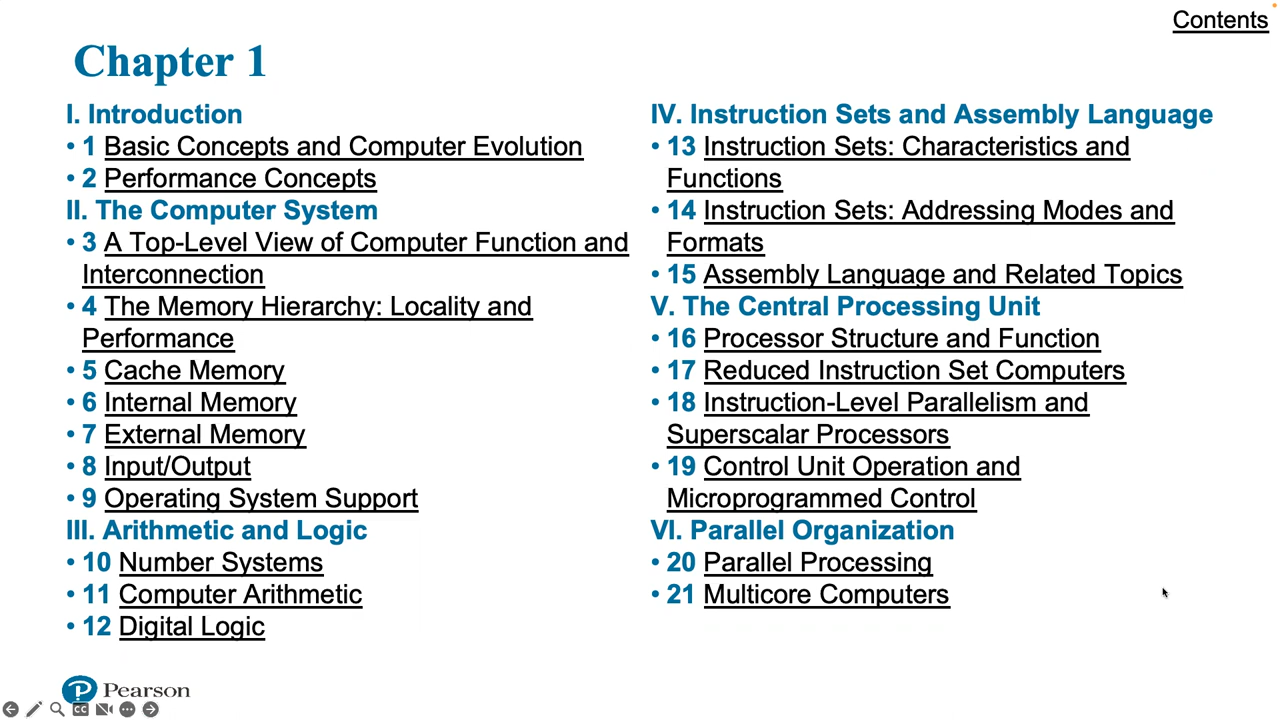 Contents
Chapter 1
I. Introduction
• 1 Basic Concepts and Computer Evolution
• 2 Performance Concepts
II. The Computer System
• 3 A Top-Level View of Computer Function and
Interconnection
• 4 The Memory Hierarchy: Locality and
Performance
• 5 Cache Memory
• 6 Internal Memory
• 7 External Memory
• 8 Input/Output
• 9 Operating System Support
III. Arithmetic and Logic
• 10 Number Systems
• 11 Computer Arithmetic
• 12 Digital Logic
IV. Instruction Sets and Assembly Language
• 13 Instruction Sets: Characteristics and
Functions
• 14 Instruction Sets: Addressing Modes and
Formats
• 15 Assembly Language and Related Topics
V. The Central Processing Unit
• 16 Processor Structure and Function
• 17 Reduced Instruction Set Computers
• 18 Instruction-Level Parallelism and
Superscalar Processors
• 19 Control Unit Operation and
Microprogrammed Control
VI. Parallel Organization
• 20 Parallel Processing
• 21 Multicore Computers
P Pearson
CC